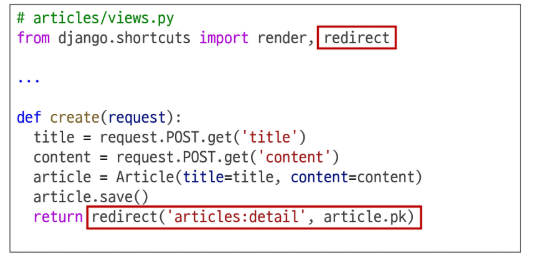 # articles/views.py
from django.shortcuts import render, redirect
...
def create(request):
title = request.POST.get('title')
content = request.POST.get('content')
article = Article(title=title, content=content)
article.save()
return redirect('articles:detail', article.pk)